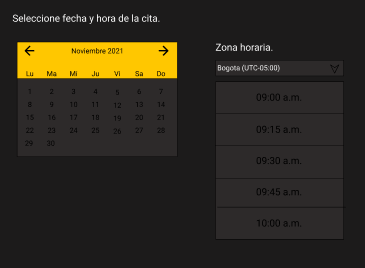 Seleccione fecha y hora de la cita.
Noviembre 2021
Lu Ma Mi Ju Vi Sa Do
1 2 3 4 5 6 7
8 9 10 11 12 13 14
15 16 17 18 19 20 21
22 23 24 25 26 27 28
29 30
Zona horaria.
Bogota (UTC-05:00)
09:00 a.m.
09:15 a.m.
09:30 a.m.
09:45 a.m.
10:00 a.m.